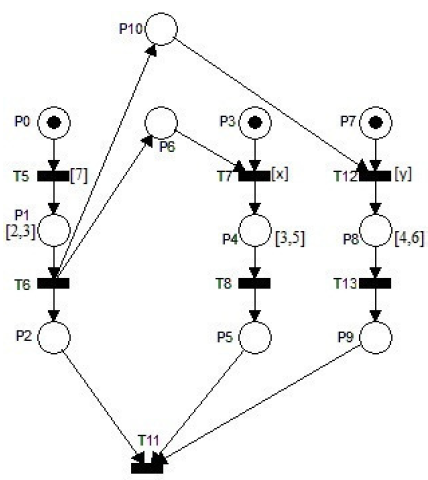 P10
P0 P6 P3 P7
T5 [7] T7 [x] T12 [y]
P1
[2,3] P4 [3,5] P8 [4,6]
T6 T8 T13
P2 P5 P9
T11